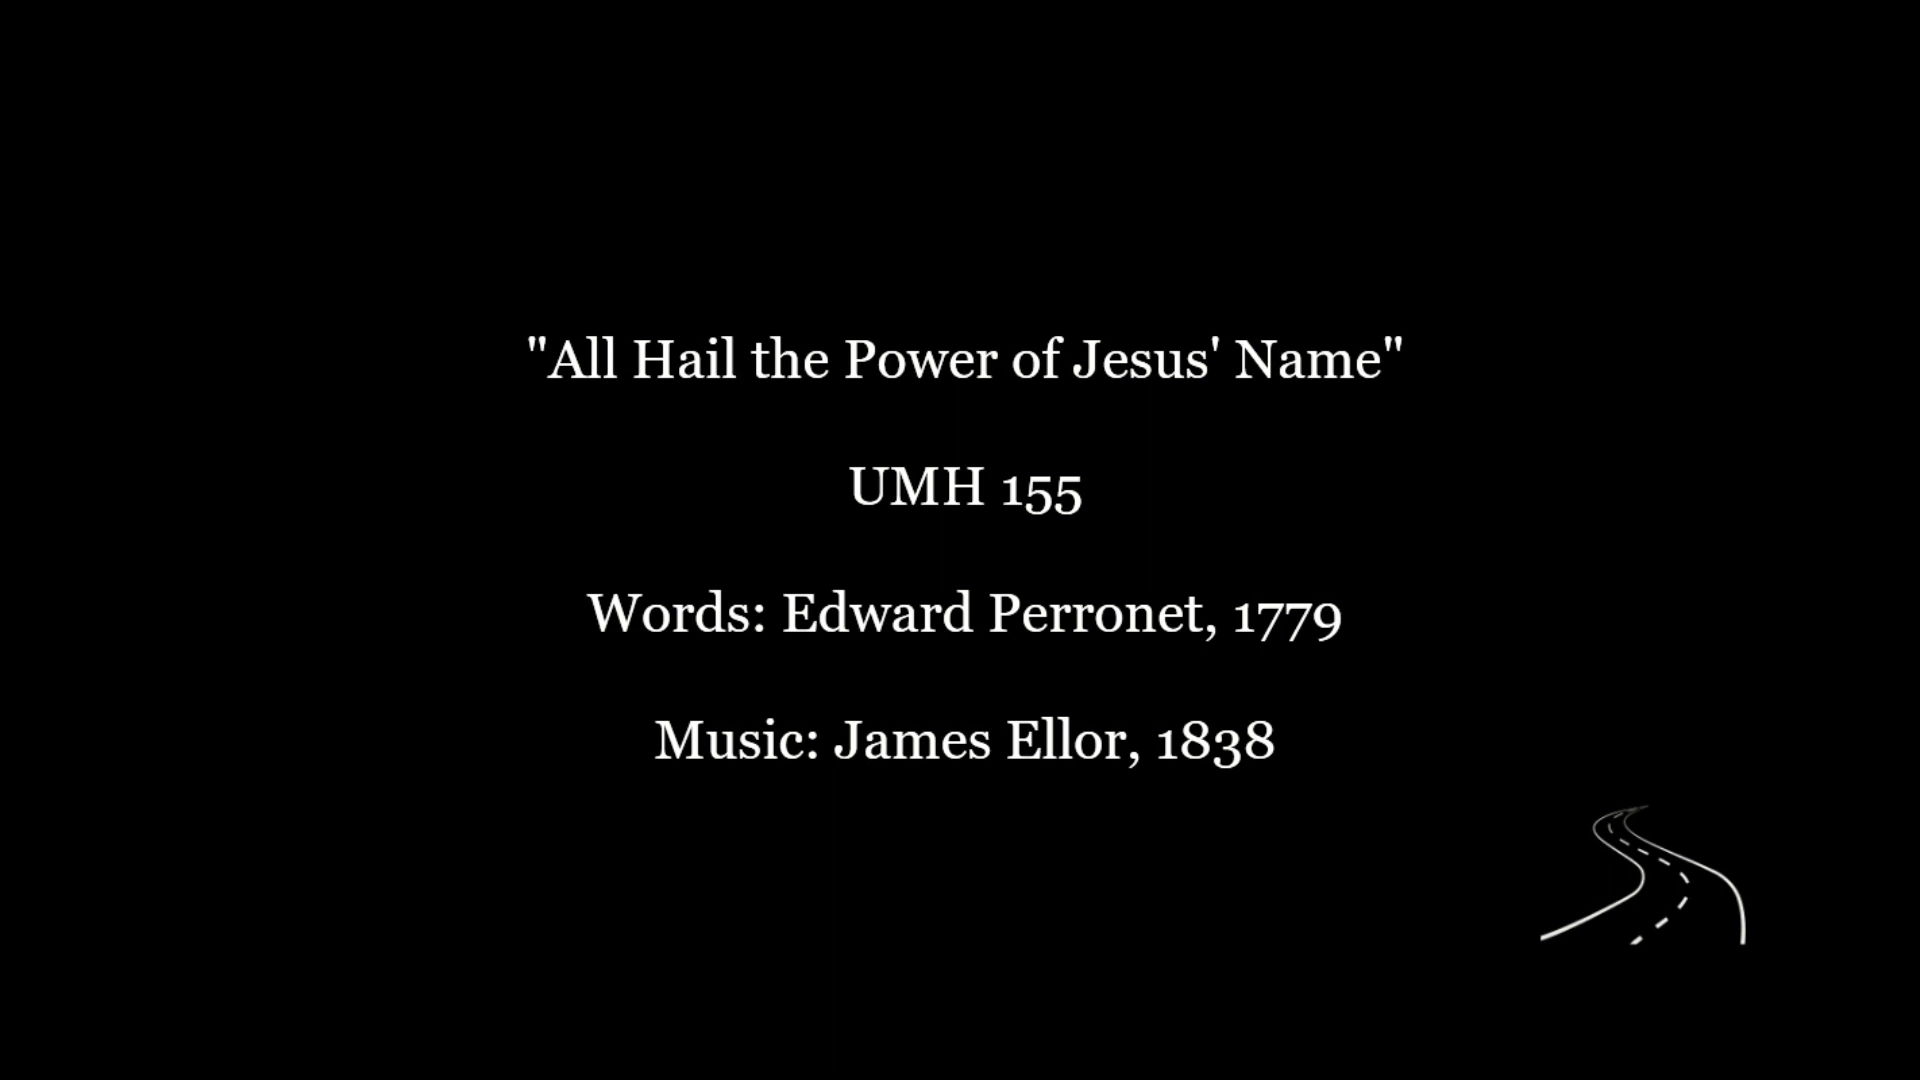 "All Hail the Power of Jesus' Name"
UMH 155
Words: Edward Perronet, 1779
Music: James Ellor, 1838